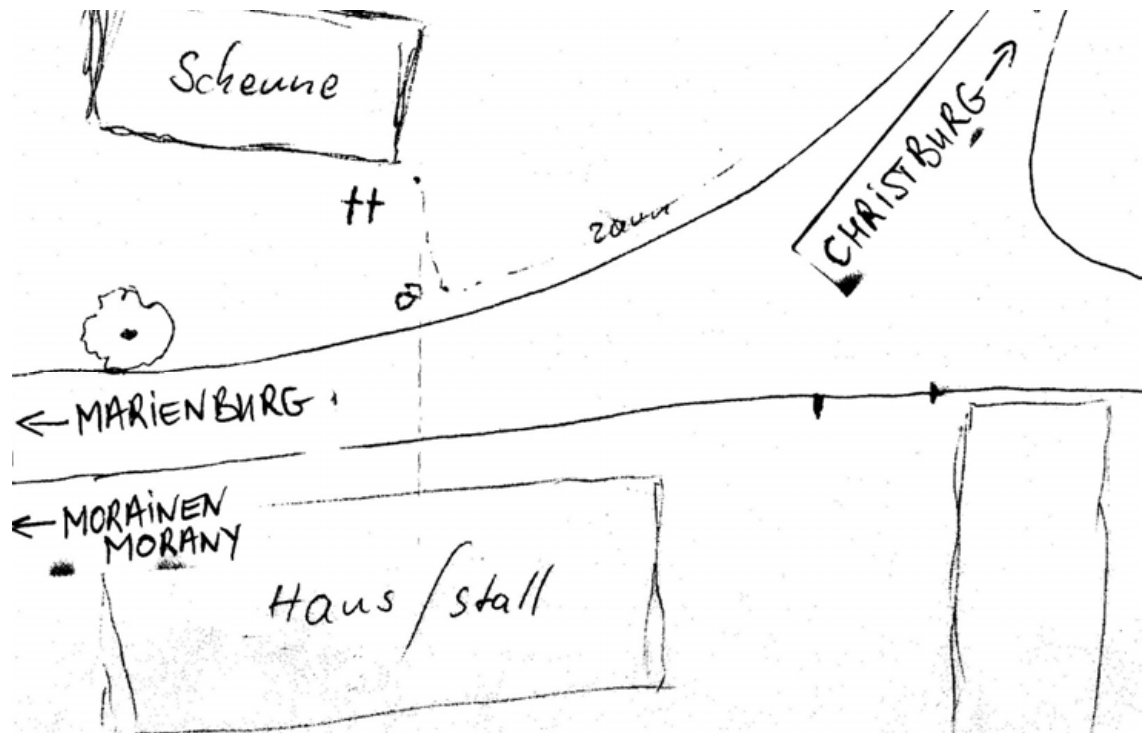 Scheune
CHRiSTBURG →
zaun
← MARiENBURG
← MORAiNEN
MORANY
Haus / stall